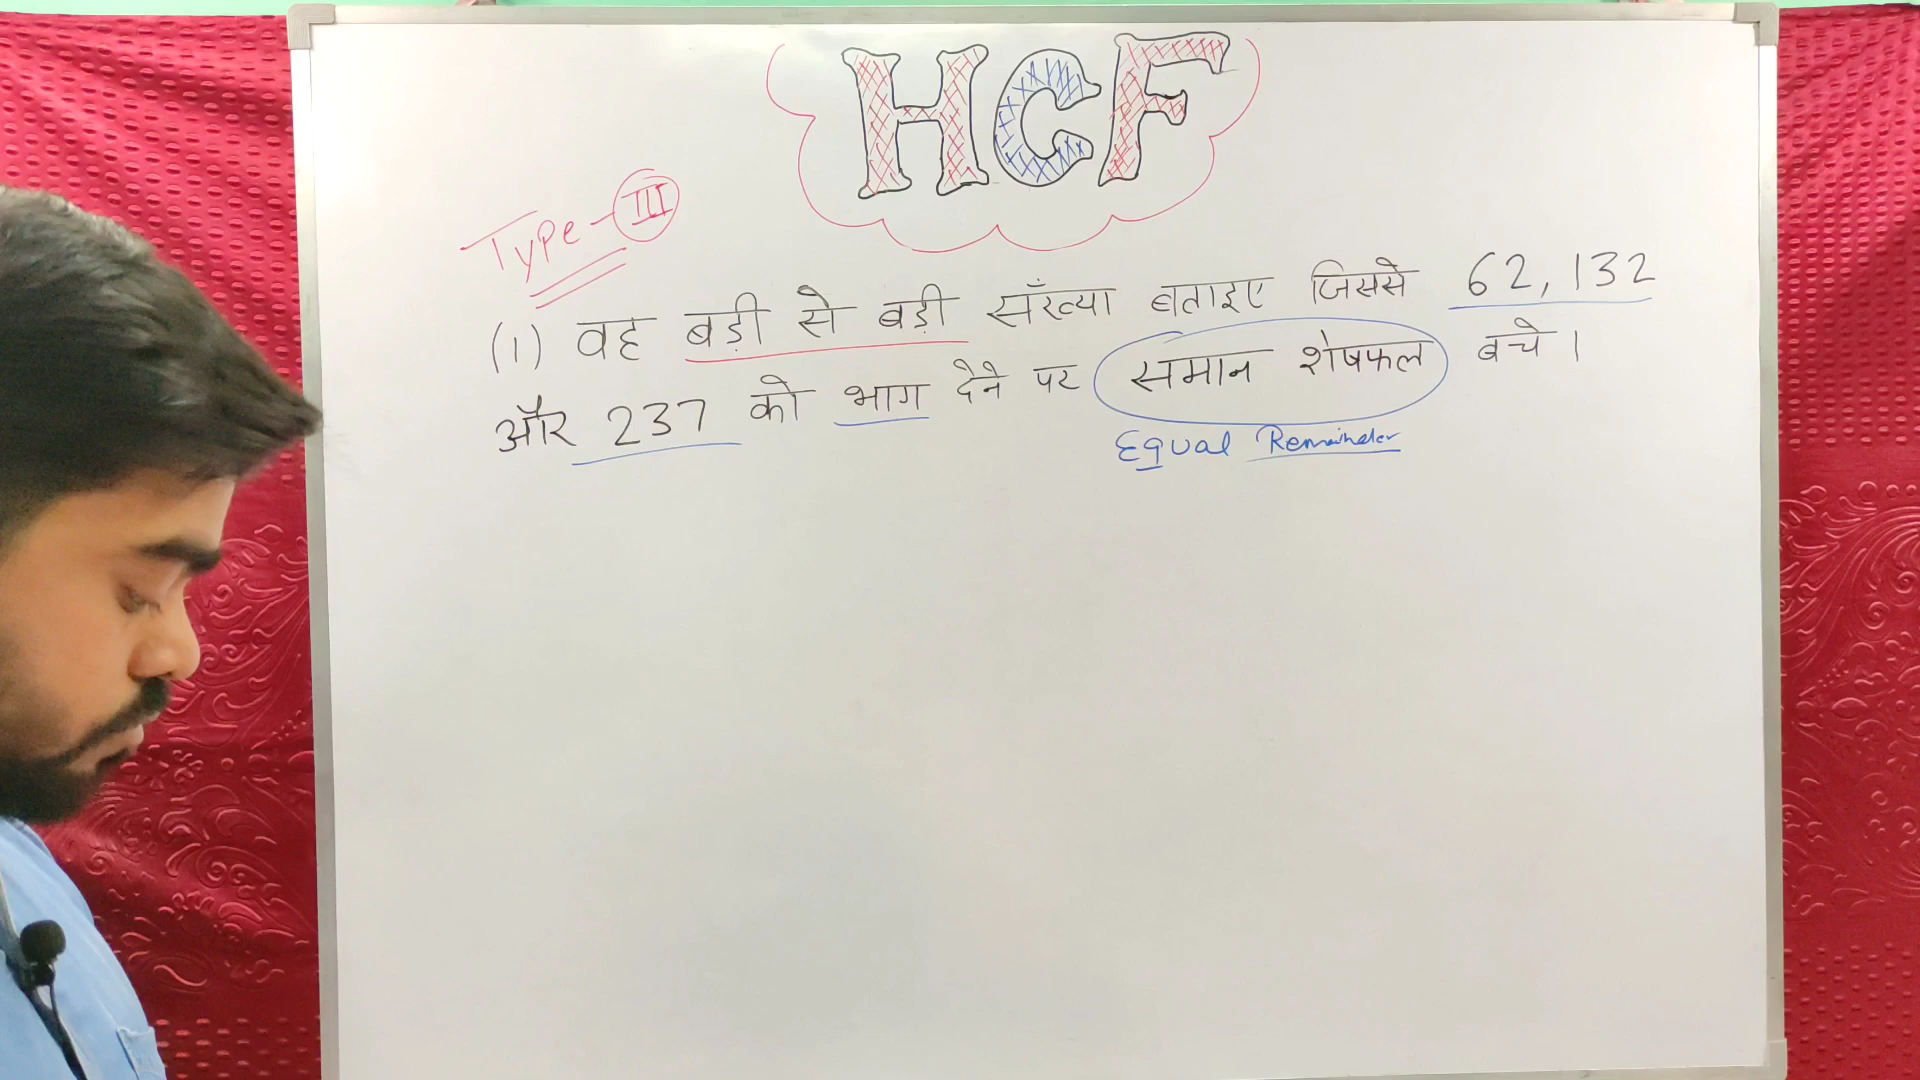 HCF
Type-III
(1) वह बड़ी से बड़ी सँख्या बताइए जिससे 62, 132
और 237 को भाग देने पर समान शेषफल बचे।
Equal Remainder